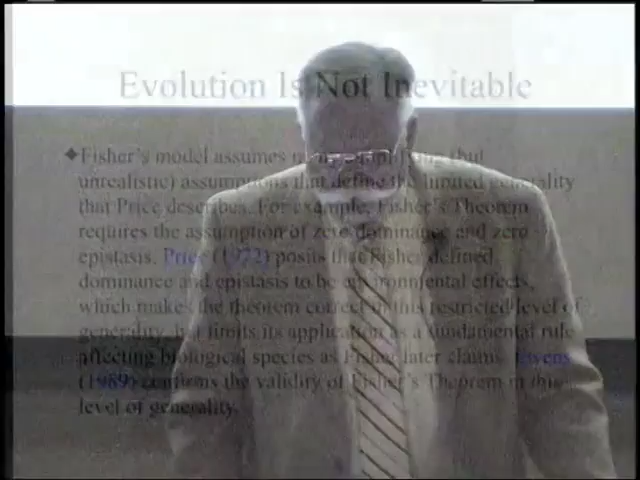 Evolution Is Not Inevitable
❖Fisher's model assumes (but
unrealistic) assumptions that define the limited generality
that Price describes. For example, Fisher's Theorem
requires the assumption of zero dominance and zero
epistasis. Price (1972) posits that Fisher defined
dominance and epistasis to be environmental effects,
which makes the theorem correct in this restricted level of
generality, but limits its application as a fundamental rule
affecting biological species as Fisher later claims.
(1989) confirms the validity of Fisher's Theorem in this
level of generality.